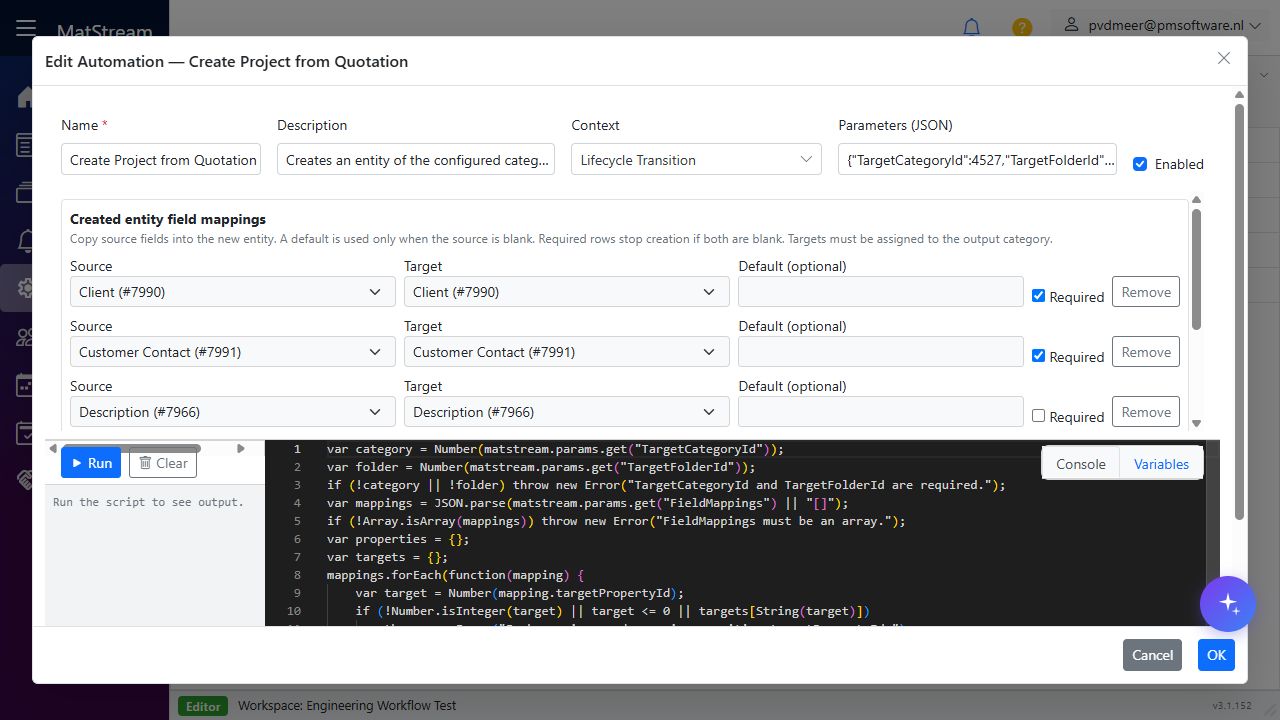 MatStream
pvdmeer@pmsoftware.nl
Edit Automation — Create Project from Quotation
Name *
Description
Context
Parameters (JSON)
Create Project from Quotation
Creates an entity of the configured categ...
Lifecycle Transition
{"TargetCategoryId":4527,"TargetFolderId"...
Enabled
Created entity field mappings
Copy source fields into the new entity. A default is used only when the source is blank. Required rows stop creation if both are blank. Targets must be assigned to the output category.
Source
Target
Default (optional)
Client (#7990)
Client (#7990)
Required
Remove
Source
Target
Default (optional)
Customer Contact (#7991)
Customer Contact (#7991)
Required
Remove
Source
Target
Default (optional)
Description (#7966)
Description (#7966)
Required
Remove
Run
Clear
Run the script to see output.
Console
Variables
1 var category = Number(matstream.params.get("TargetCategoryId"));
2 var folder = Number(matstream.params.get("TargetFolderId"));
3 if (!category || !folder) throw new Error("TargetCategoryId and TargetFolderId are required.");
4 var mappings = JSON.parse(matstream.params.get("FieldMappings") || "[]");
5 if (!Array.isArray(mappings)) throw new Error("FieldMappings must be an array.");
6 var properties = {};
7 var targets = {};
8 mappings.forEach(function(mapping) {
9 var target = Number(mapping.targetPropertyId);
10 if (!Number.isInteger(target) || target <= 0 || targets[String(target)])
Cancel
OK
Editor
Workspace: Engineering Workflow Test
v3.1.152